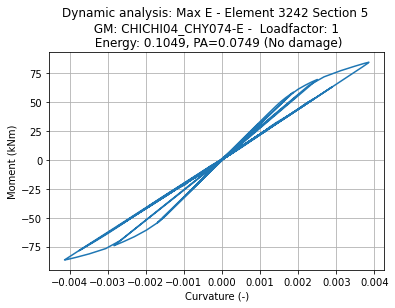 Dynamic analysis: Max E - Element 3242 Section 5
GM: CHICHI04_CHY074-E - Loadfactor: 1
Energy: 0.1049, PA=0.0749 (No damage)
75
50
25
0
−25
−50
−75
Moment (kNm)
−0.004 −0.003 −0.002 −0.001 0.000 0.001 0.002 0.003 0.004
Curvature (-)